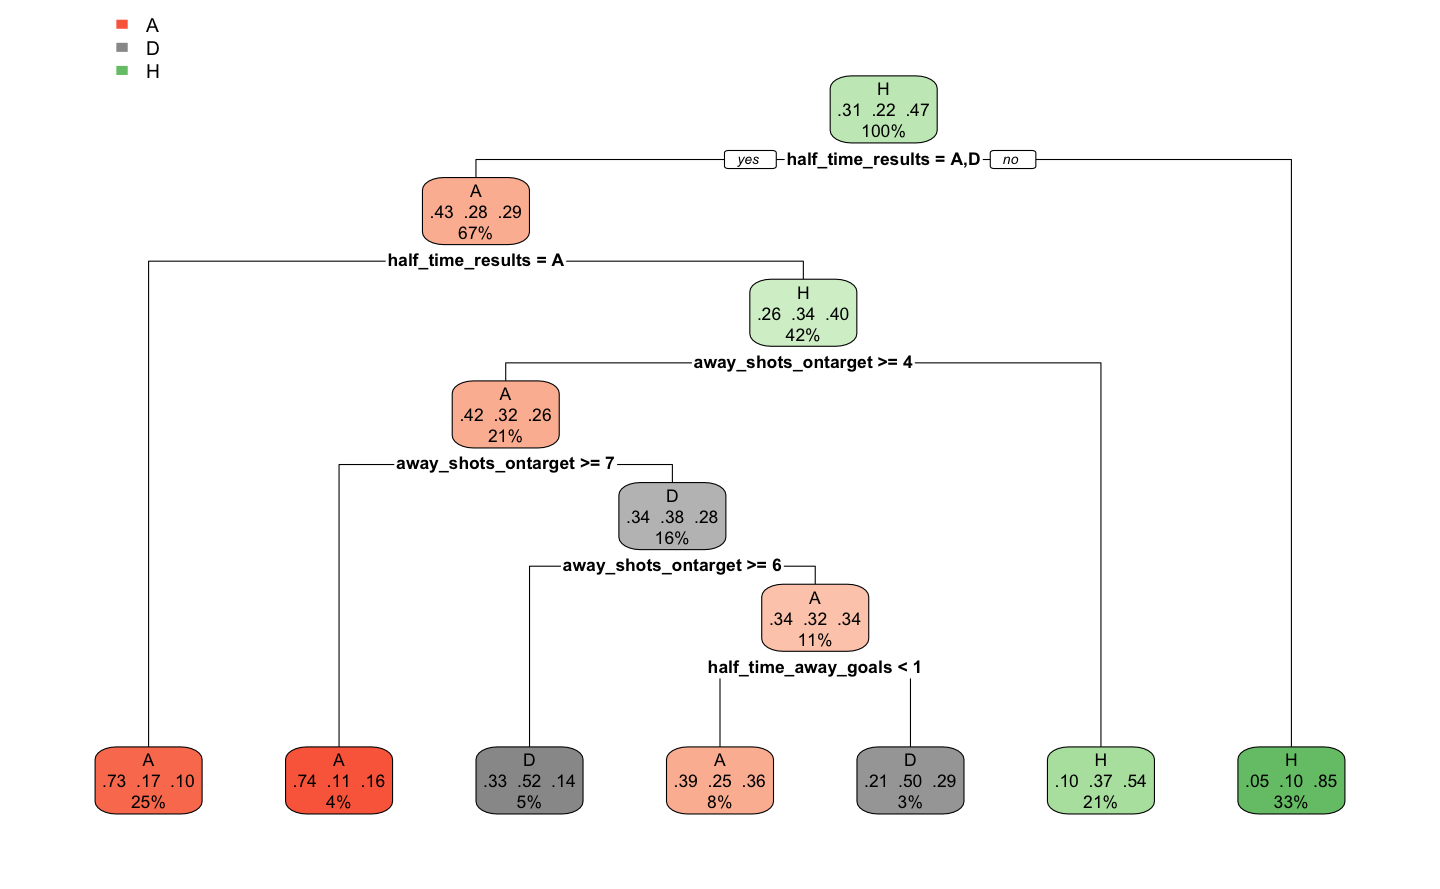 A
D
H
H
.31 .22 .47
100%
yes half_time_results = A,D no
A
.43 .28 .29
67%
half_time_results = A
H
.26 .34 .40
42%
away_shots_ontarget >= 4
A
.42 .32 .26
21%
away_shots_ontarget >= 7
D
.34 .38 .28
16%
away_shots_ontarget >= 6
A
.34 .32 .34
11%
half_time_away_goals < 1
A
.73 .17 .10
25%
A
.74 .11 .16
4%
D
.33 .52 .14
5%
A
.39 .25 .36
8%
D
.21 .50 .29
3%
H
.10 .37 .54
21%
H
.05 .10 .85
33%